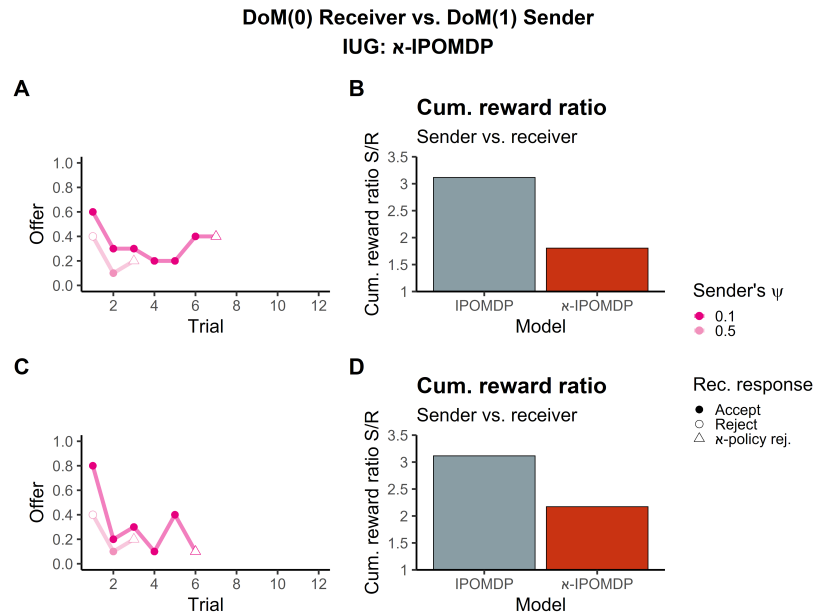 DoM(0) Receiver vs. DoM(1) Sender
IUG: א-IPOMDP
A
1.0
0.8
0.6
0.4
0.2
0.0
Offer
2 4 6 8 10 12
Trial
B
Cum. reward ratio
Sender vs. receiver
3.5
3
2.5
2
1.5
1
Cum. reward ratio S/R
IPOMDP א-IPOMDP
Model
C
1.0
0.8
0.6
0.4
0.2
0.0
Offer
2 4 6 8 10 12
Trial
D
Cum. reward ratio
Sender vs. receiver
3.5
3
2.5
2
1.5
1
Cum. reward ratio S/R
IPOMDP א-IPOMDP
Model
Sender's ψ
0.1
0.5
Rec. response
Accept
Reject
א-policy rej.